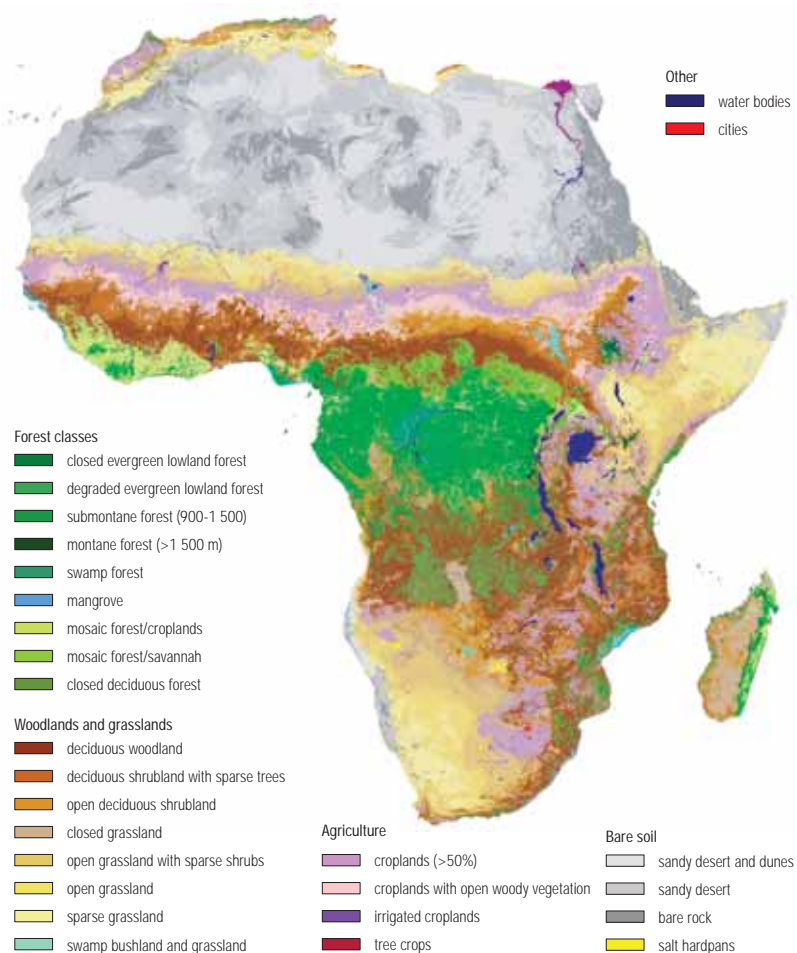 Other
water bodies
cities
Forest classes
closed evergreen lowland forest
degraded evergreen lowland forest
submontane forest (900-1 500)
montane forest (>1 500 m)
swamp forest
mangrove
mosaic forest/croplands
mosaic forest/savannah
closed deciduous forest
Woodlands and grasslands
deciduous woodland
deciduous shrubland with sparse trees
open deciduous shrubland
closed grassland
open grassland with sparse shrubs
open grassland
sparse grassland
swamp bushland and grassland
Agriculture
croplands (>50%)
croplands with open woody vegetation
irrigated croplands
tree crops
Bare soil
sandy desert and dunes
sandy desert
bare rock
salt hardpans